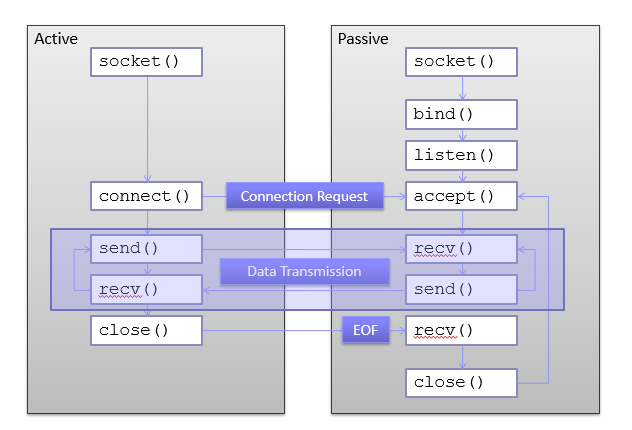 Active
Passive
socket()
socket()
bind()
listen()
connect()
Connection Request
accept()
send()
recv()
Data Transmission
recv()
send()
close()
EOF
recv()
close()